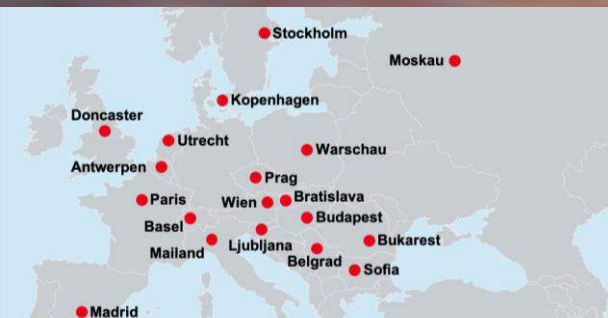 Stockholm
Moskau
Kopenhagen
Doncaster
Utrecht
Warschau
Antwerpen
Prag
Paris
Wien
Bratislava
Basel
Budapest
Mailand
Ljubljana
Bukarest
Belgrad
Sofia
Madrid